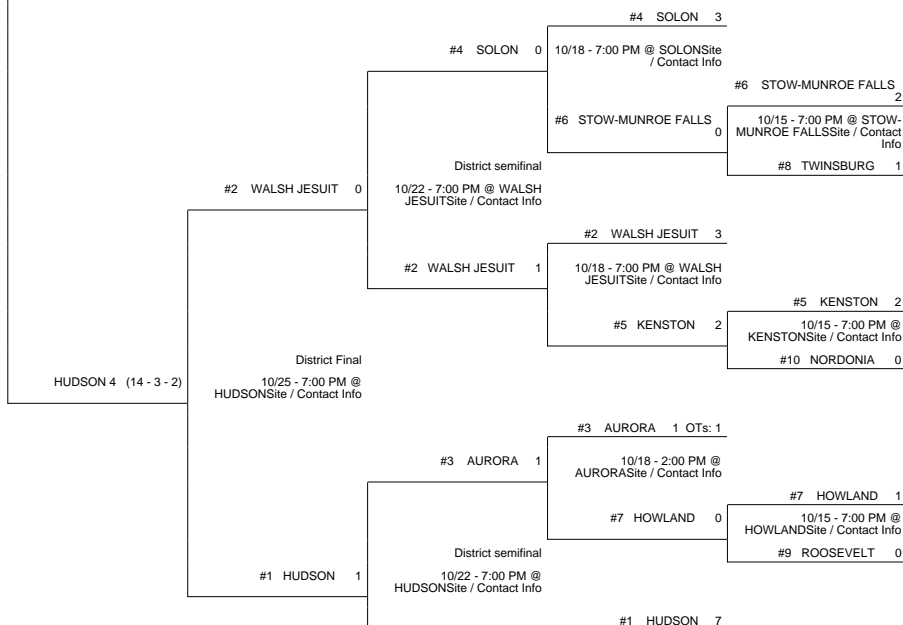 #4 SOLON 3
#4 SOLON 0
10/18 - 7:00 PM @ SOLONSite
/ Contact Info
#6 STOW-MUNROE FALLS
2
#6 STOW-MUNROE FALLS
0
10/15 - 7:00 PM @ STOW-
MUNROE FALLSSite / Contact
Info
#8 TWINSBURG 1
District semifinal
#2 WALSH JESUIT 0
10/22 - 7:00 PM @ WALSH
JESUITSite / Contact Info
#2 WALSH JESUIT 3
#2 WALSH JESUIT 1
10/18 - 7:00 PM @ WALSH
JESUITSite / Contact Info
#5 KENSTON 2
#5 KENSTON 2
10/15 - 7:00 PM @
KENSTONSite / Contact Info
#10 NORDONIA 0
District Final
HUDSON 4 (14 - 3 - 2)
10/25 - 7:00 PM @
HUDSONSite / Contact Info
#3 AURORA 1 OTs: 1
#3 AURORA 1
10/18 - 2:00 PM @
AURORASite / Contact Info
#7 HOWLAND 1
#7 HOWLAND 0
10/15 - 7:00 PM @
HOWLANDSite / Contact Info
#9 ROOSEVELT 0
District semifinal
#1 HUDSON 1
10/22 - 7:00 PM @
HUDSONSite / Contact Info
#1 HUDSON 7